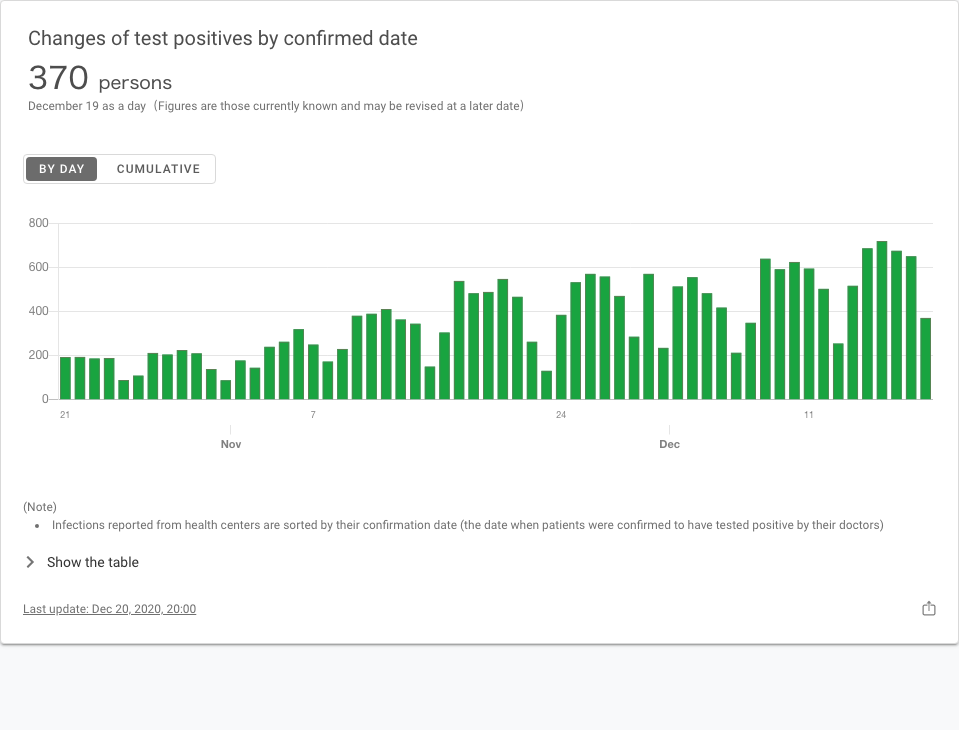 Changes of test positives by confirmed date
370 persons
December 19 as a day (Figures are those currently known and may be revised at a later date)
BY DAY CUMULATIVE
800
600
400
200
0
21 7 24 11
Nov Dec
(Note)
• Infections reported from health centers are sorted by their confirmation date (the date when patients were confirmed to have tested positive by their doctors)
Show the table
Last update: Dec 20, 2020, 20:00